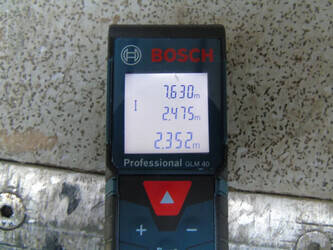 BOSCH
7.630m
2.475m
2.352m
Professional GLM 40
+ -